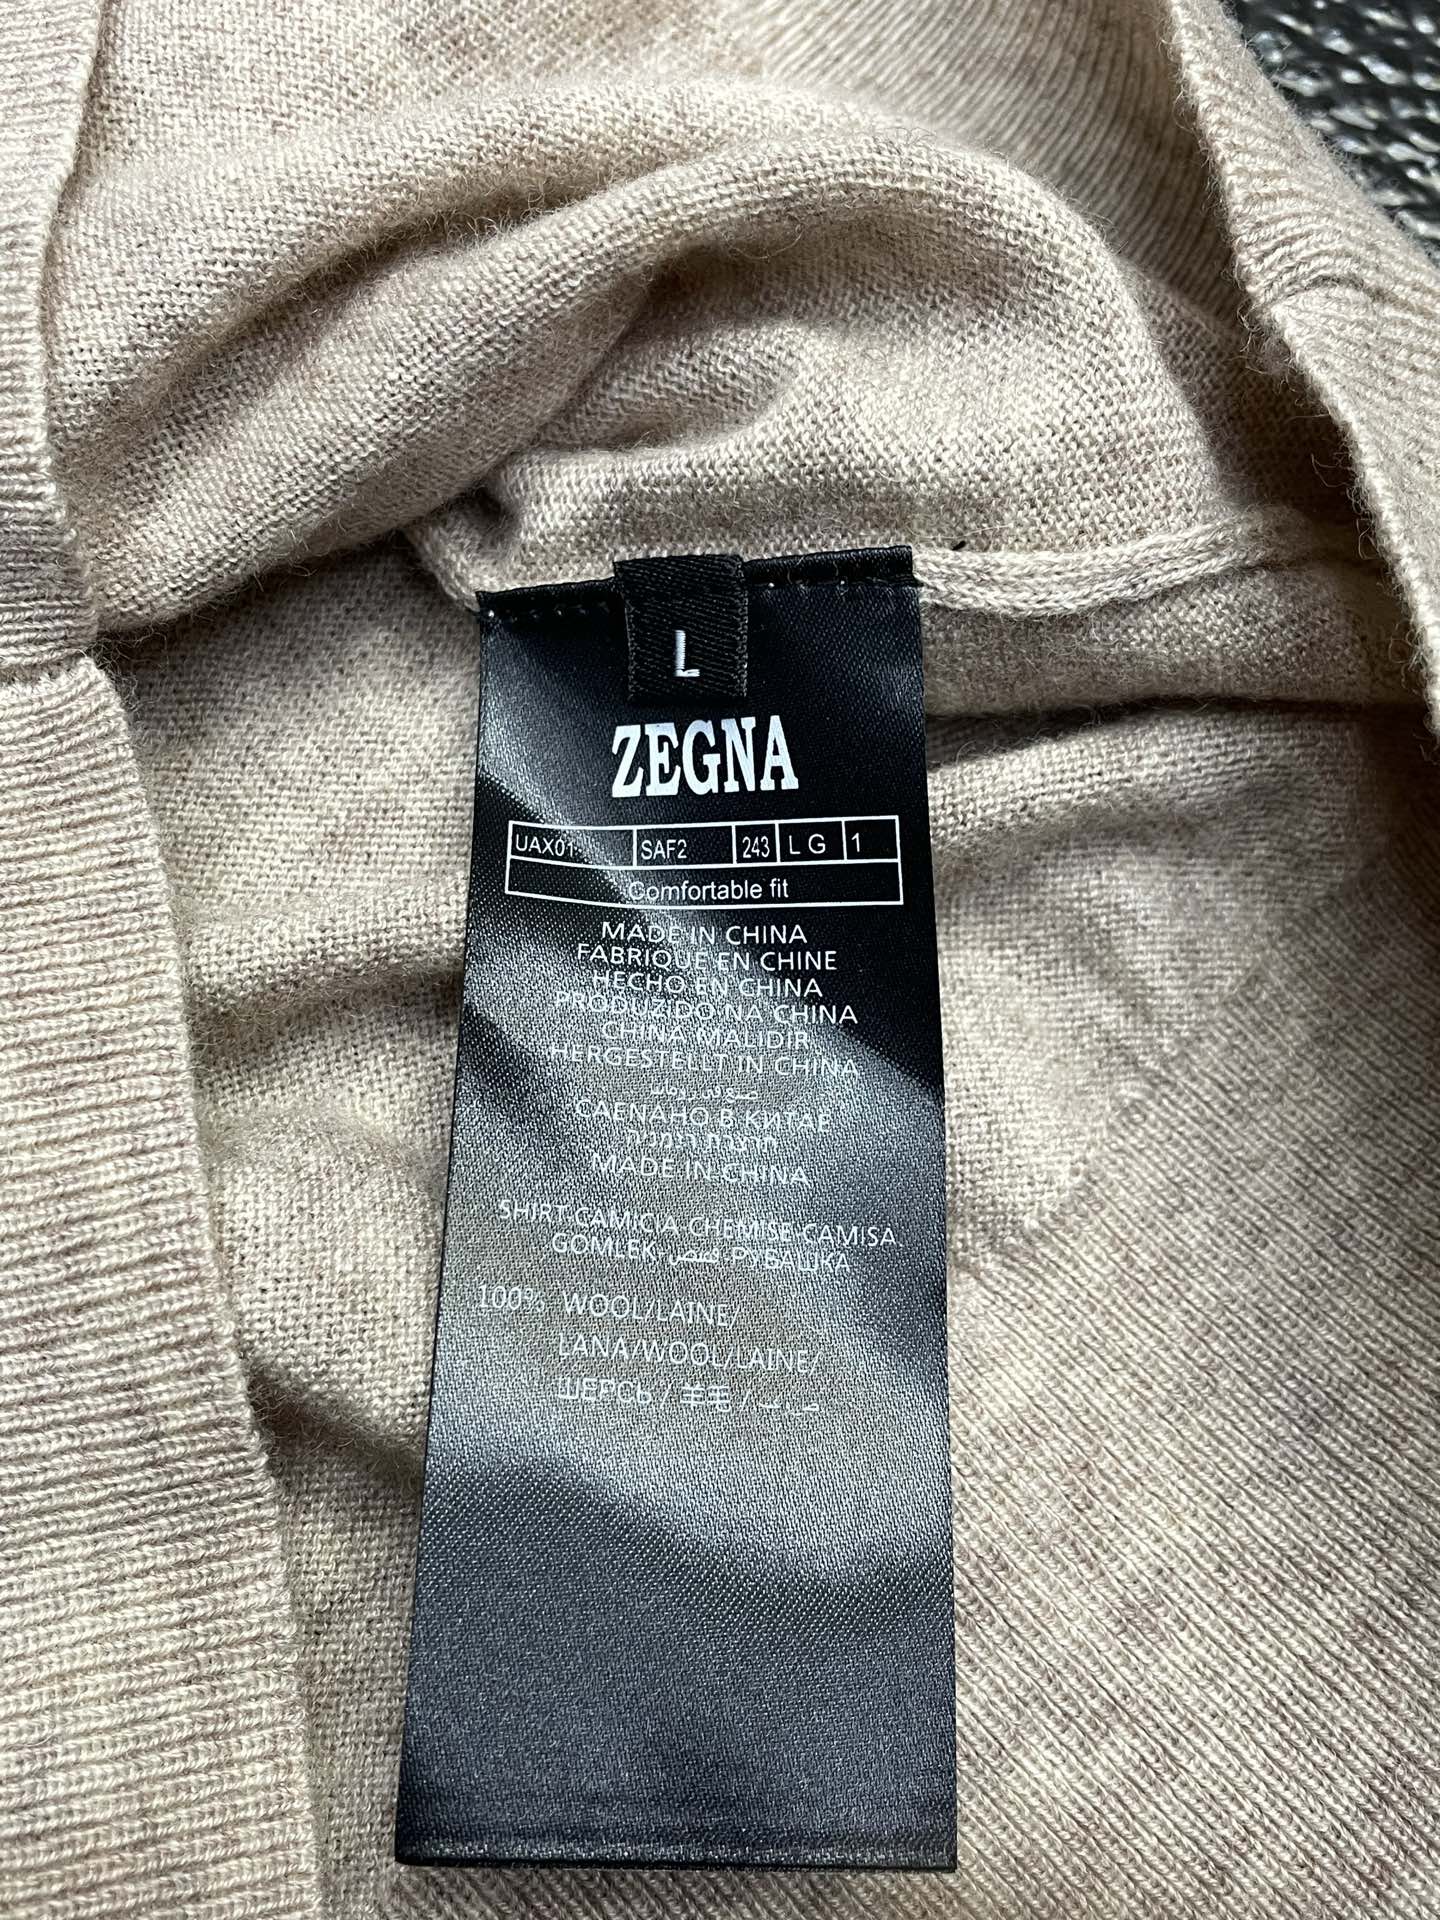 L
ZEGNA
UAX01 SAF2 243 L G 1
Comfortable fit
MADE IN CHINA
FABRIQUE EN CHINE
HECHO EN CHINA
PRODUZIDO NA CHINA
CHINA MALIDIR
HERGESTELLT IN CHINA
CAENAHO B КИТАЕ
MADE IN CHINA
SHIRT-CAMICIA CHEMISE-CAMISA
GOMLEK- قميص-РУБАШКА
100% WOOL/LAINE/
LANA/WOOL/LAINE/
ШЕРСЬ / 羊毛 /